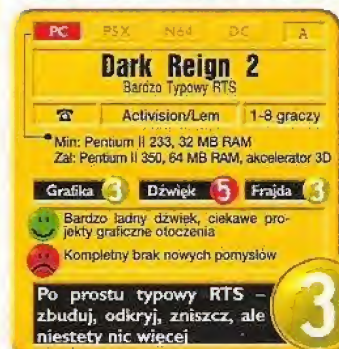 PC PSX N64 DC A
Dark Reign 2
Bardzo Typowy RTS
☎ Activision/Lem 1-8 graczy
Min: Pentium II 233, 32 MB RAM
Zal: Pentium II 350, 64 MB RAM, akcelerator 3D
Grafika 3 Dźwięk 5 Frajda 3
Bardzo ładny dźwięk, ciekawe pro-
jekty graficzne otoczenia
Kompletny brak nowych pomysłów
Po prostu typowy RTS –
zbuduj, odkryj, zniszcz, ale
niestety nic więcej
3